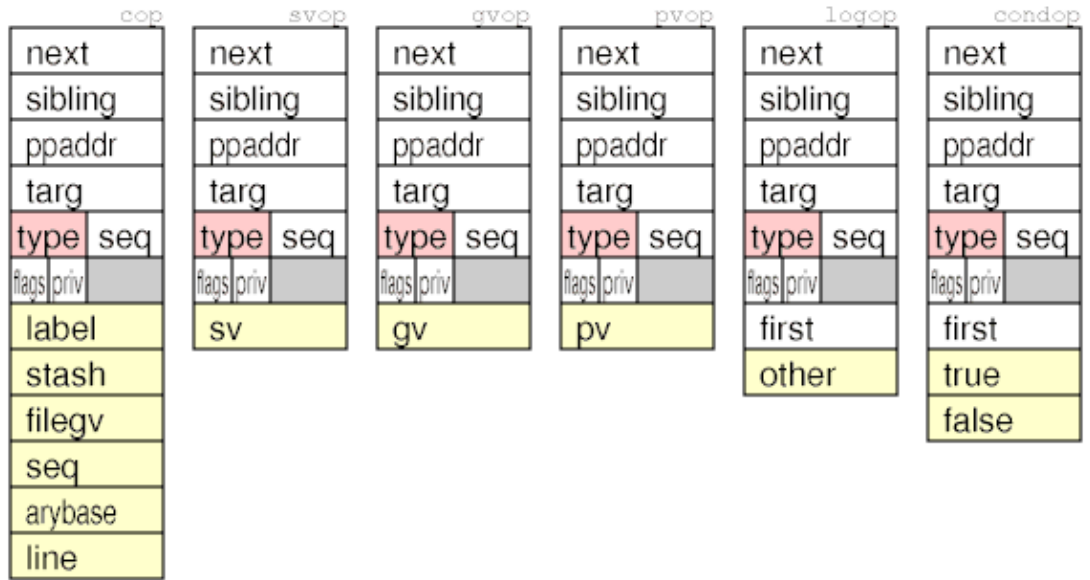 cop svop gvop pvop logop condop
next next next next next next
sibling sibling sibling sibling sibling sibling
ppaddr ppaddr ppaddr ppaddr ppaddr ppaddr
targ targ targ targ targ targ
type seq type seq type seq type seq type seq type seq
flags priv flags priv flags priv flags priv flags priv flags priv
label sv gv pv first first
stash other true
filegv false
seq
arybase
line